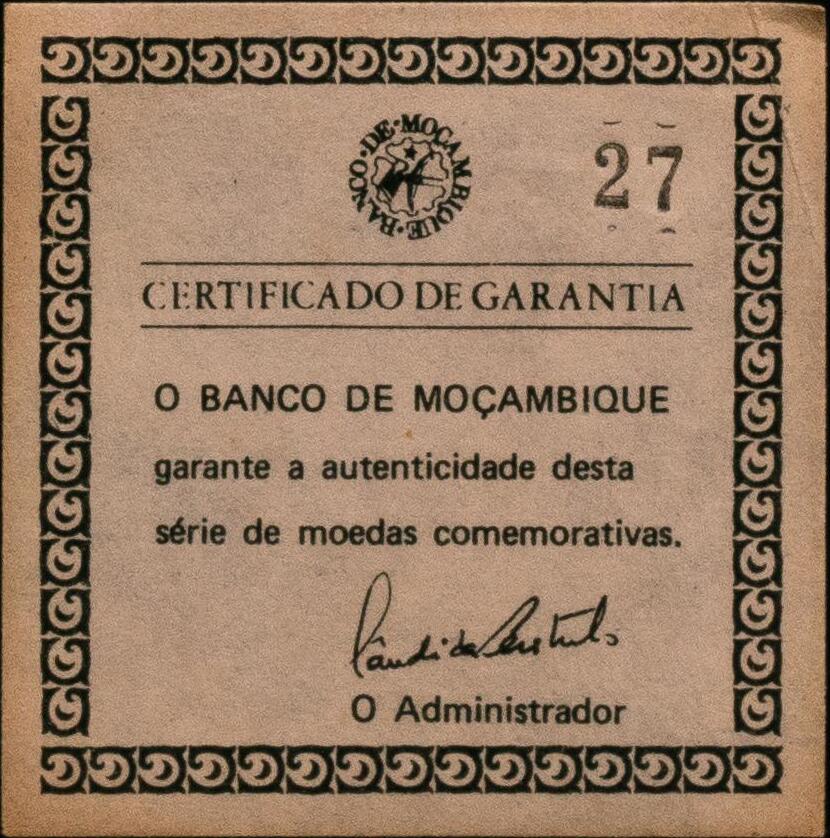 BANCO·DE·MOÇAMBIQUE·
27
CERTIFICADO DE GARANTIA
O BANCO DE MOÇAMBIQUE
garante a autenticidade desta
série de moedas comemorativas.
O Administrador